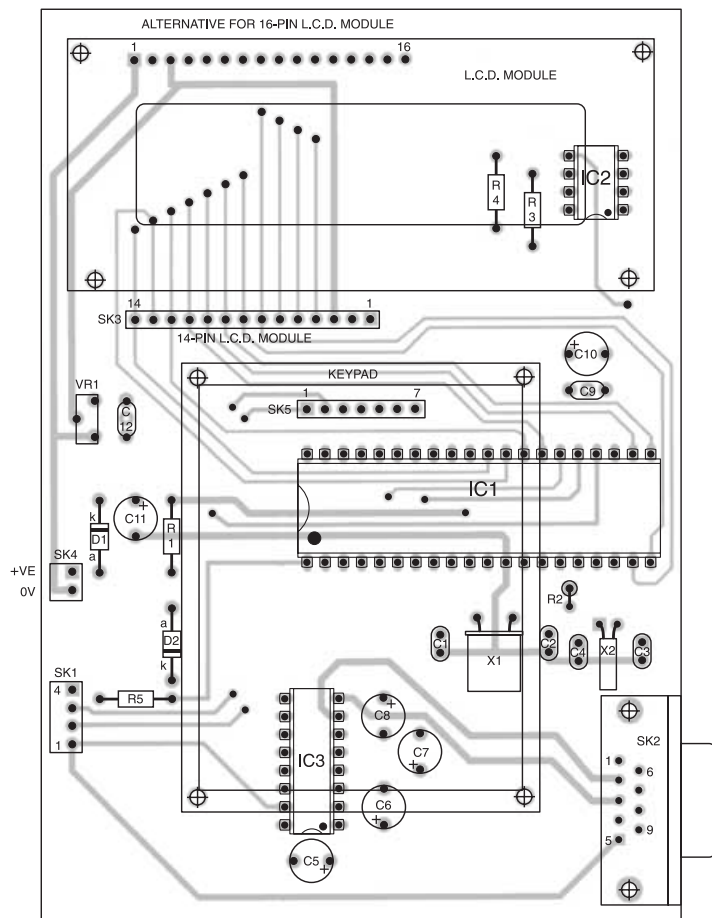 ALTERNATIVE FOR 16-PIN L.C.D. MODULE
1 16
L.C.D. MODULE
IC2
R
4
R
3
14 1
SK3
14-PIN L.C.D. MODULE
+
C10
KEYPAD
VR1
C
12
1 7
SK5
C9
IC1
k
D1
a
C11
+
R
1
SK4
+VE
0V
R2
a
D2
k
C1
X1
C2
C4
X2
C3
SK1
4
1
R5
IC3
+
C8
C7
+
C6
+
C5
+
SK2
1
6
5
9